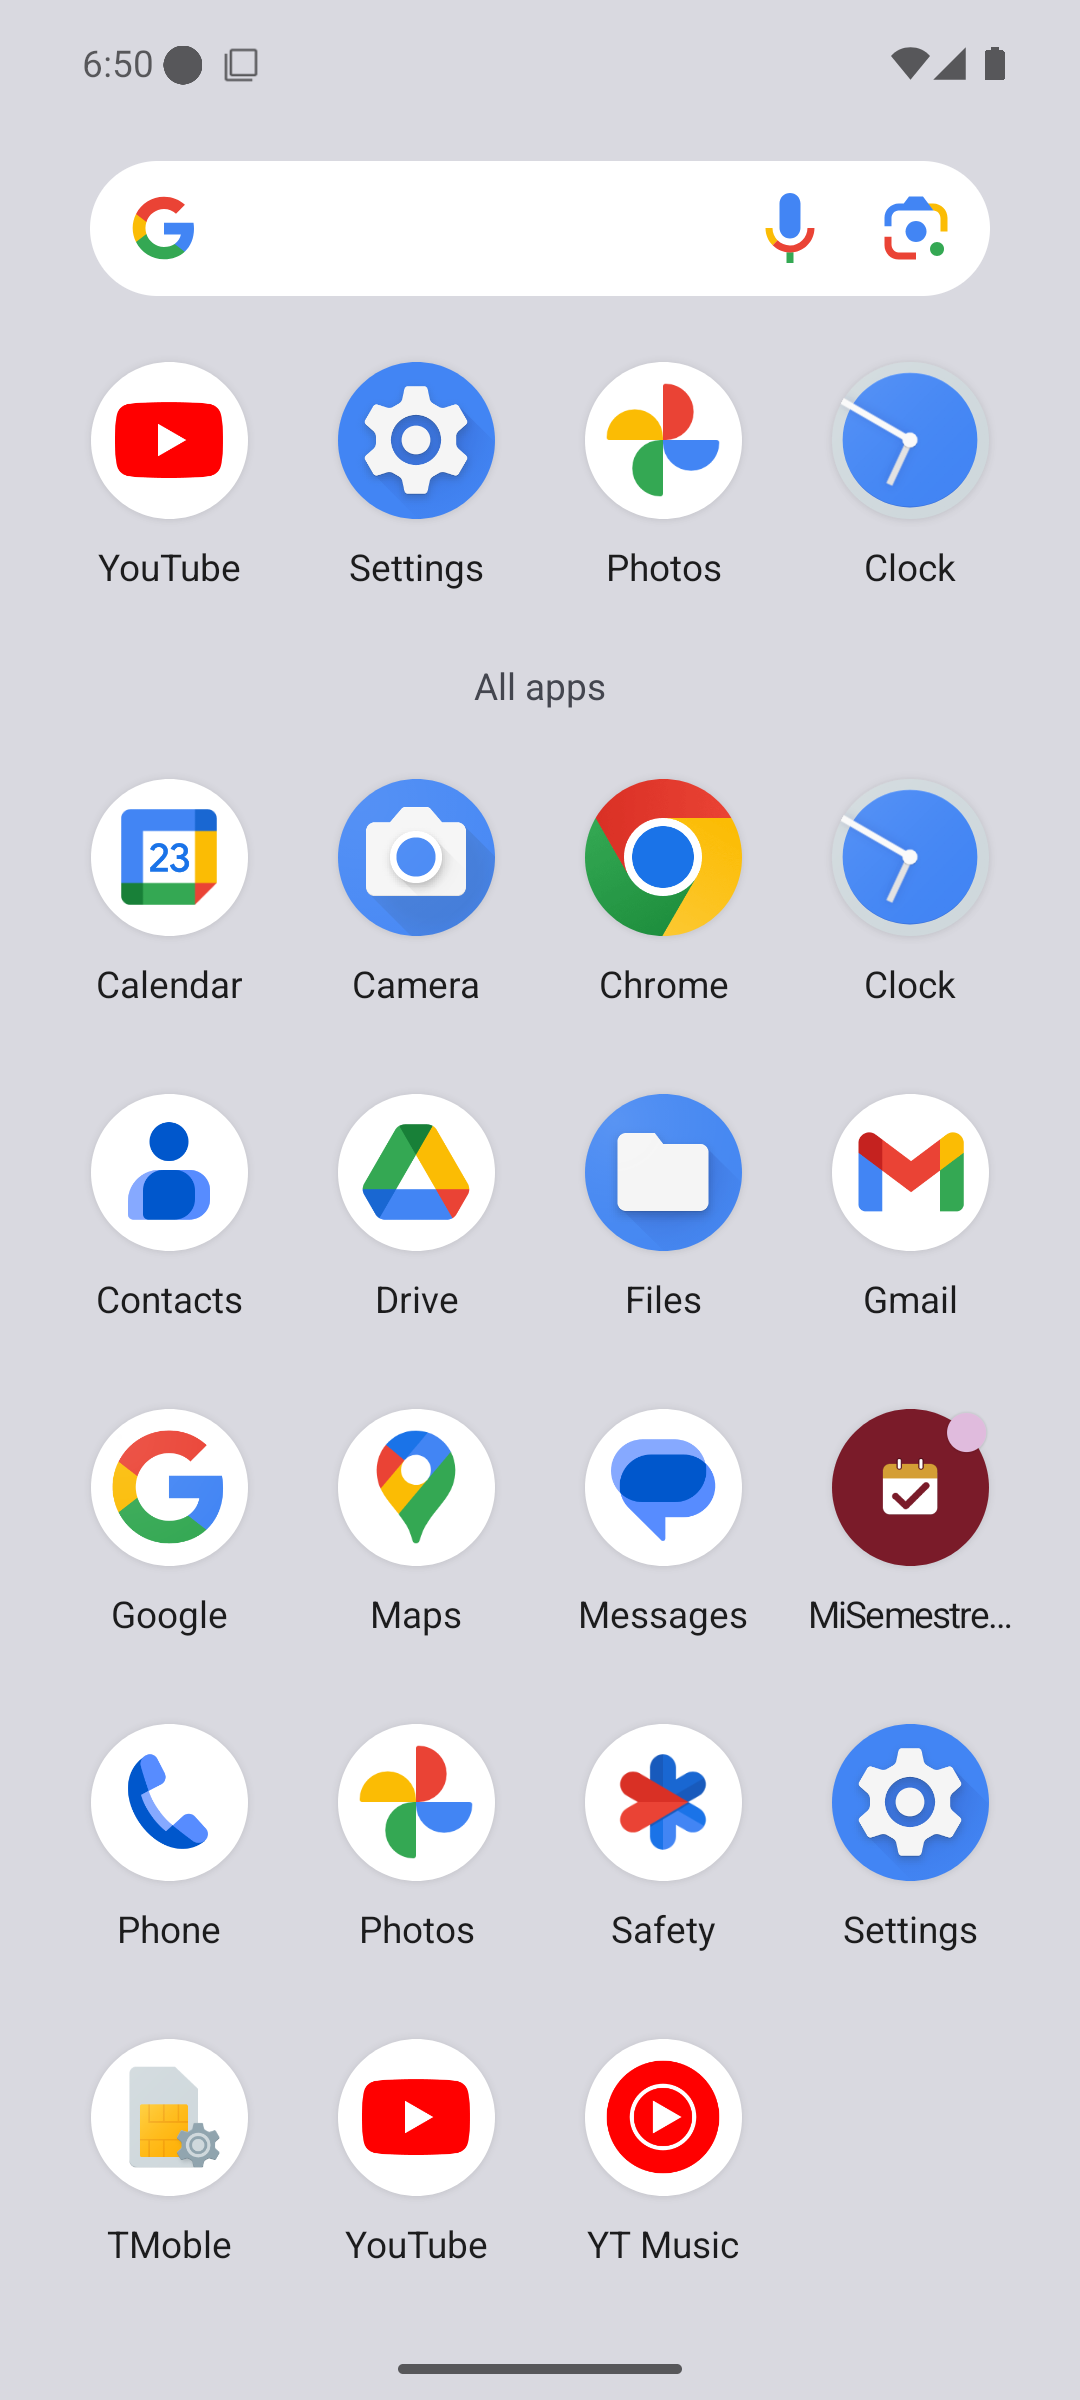 6:50
YouTube Settings Photos Clock
All apps
23
Calendar Camera Chrome Clock
Contacts Drive Files Gmail
Google Maps Messages MiSemestre...
Phone Photos Safety Settings
TMoble YouTube YT Music